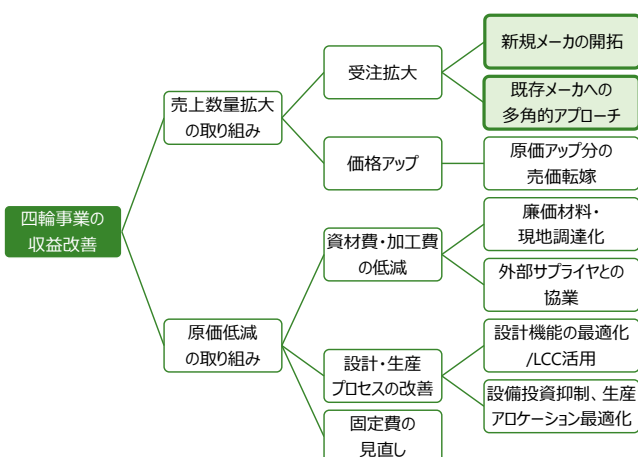 四輪事業の
収益改善
売上数量拡大
の取り組み
受注拡大
新規メーカの開拓
既存メーカへの
多角的アプローチ
価格アップ
原価アップ分の
売価転嫁
原価低減
の取り組み
資材費・加工費
の低減
廉価材料・
現地調達化
外部サプライヤとの
協業
設計・生産
プロセスの改善
設計機能の最適化
/LCC活用
設備投資抑制、生産
アロケーション最適化
固定費の
見直し